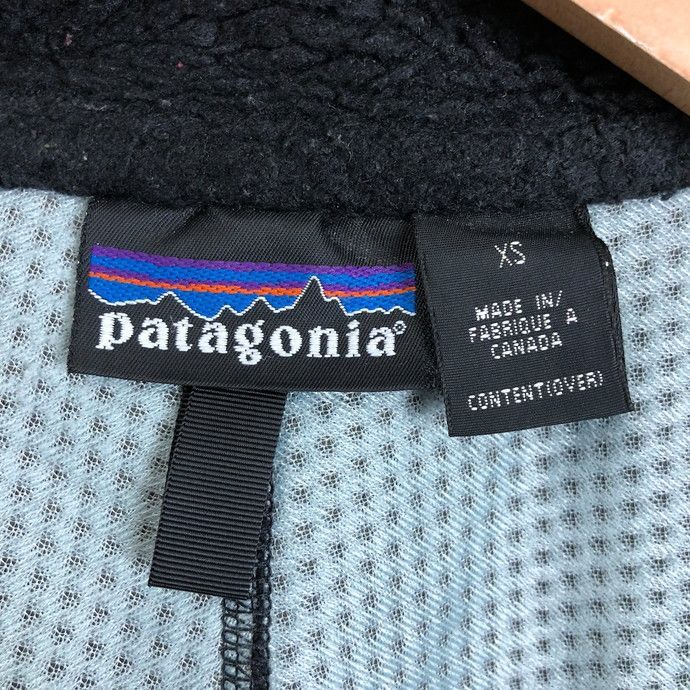 patagonia®
XS
MADE IN/
FABRIQUE A
CANADA
CONTENT(OVER)